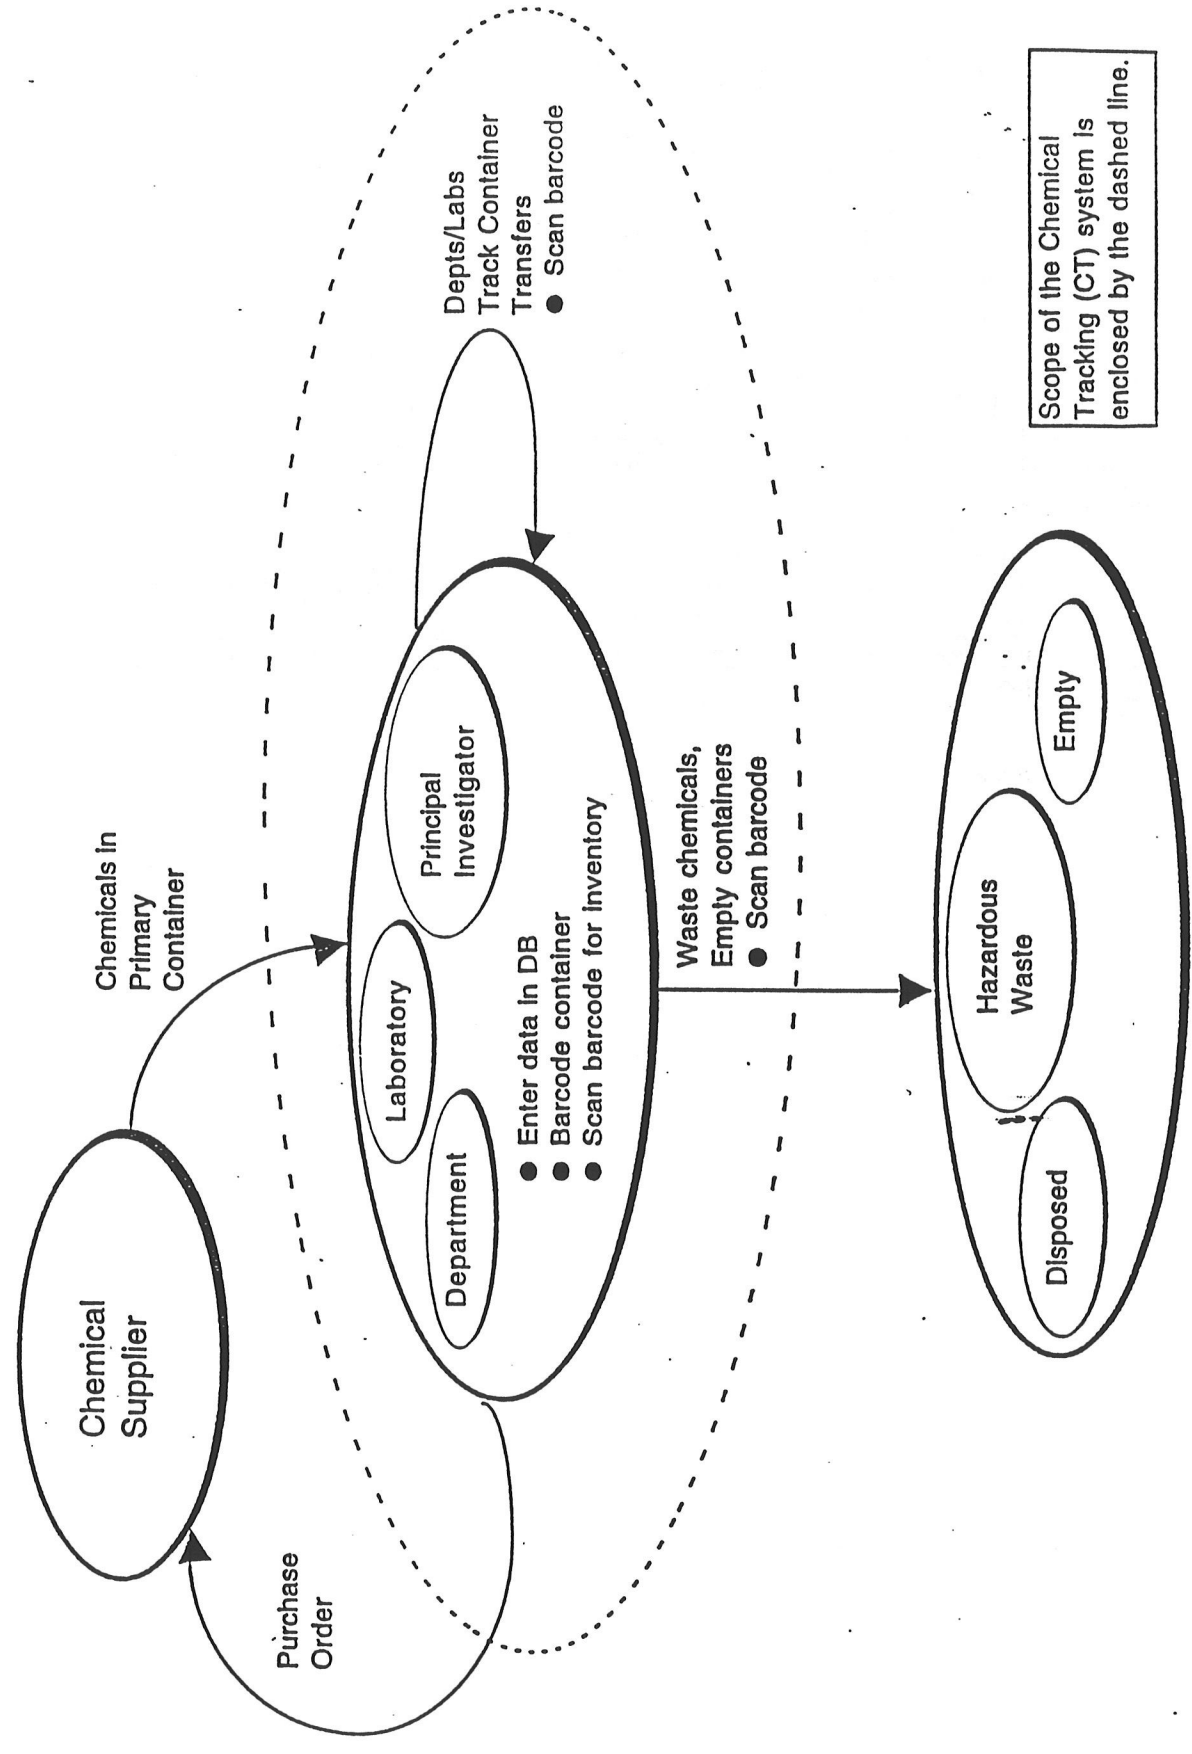 Chemical
Supplier
Purchase
Order
Chemicals in
Primary
Container
Department
Laboratory
Principal
Investigator
● Enter data in DB
● Barcode container
● Scan barcode for inventory
Depts/Labs
Track Container
Transfers
● Scan barcode
Waste chemicals,
Empty containers
● Scan barcode
Disposed
Hazardous
Waste
Empty
Scope of the Chemical
Tracking (CT) system is
enclosed by the dashed line.